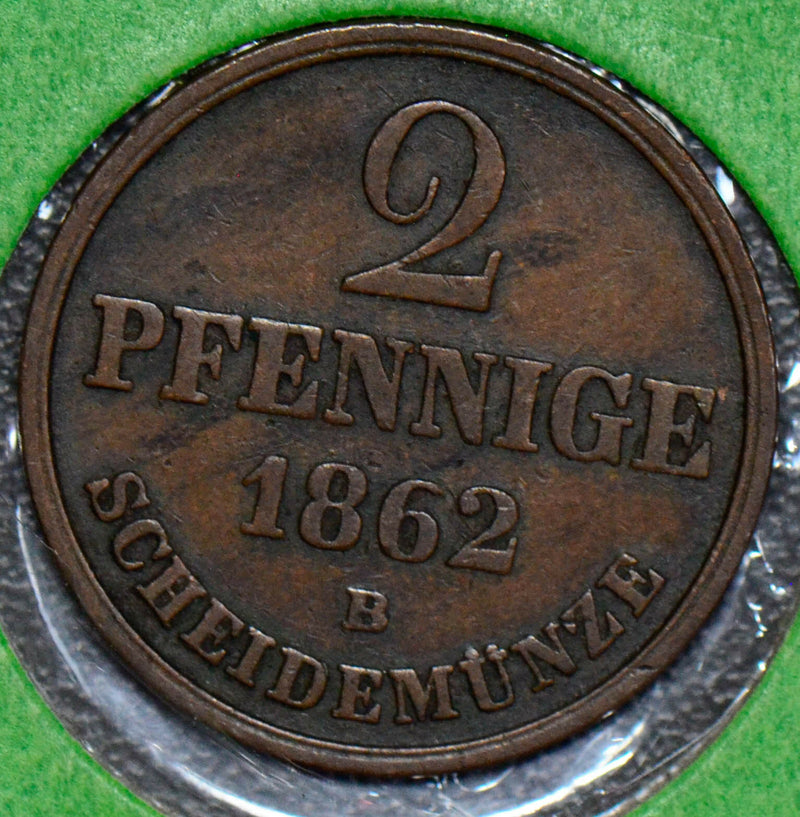 2
PFENNIGE
1862
B
SCHEIDEMÜNZE